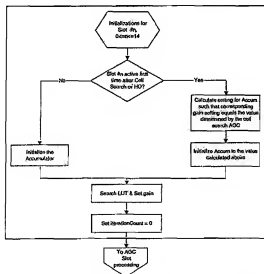 Initializations for
Slot #n,
0<=n<=14
Slot #n active first
time after Cell
Search or HO?
No
Yes
Calculate setting for Accum
such that corresponding
gain setting equals the value
determined by the cell
search AGC
Initialize the
Accumulator
Initialize Accum to the value
calculated above
Search LUT & Set gain
Set IterationCount = 0
To AGC
Slot
processing